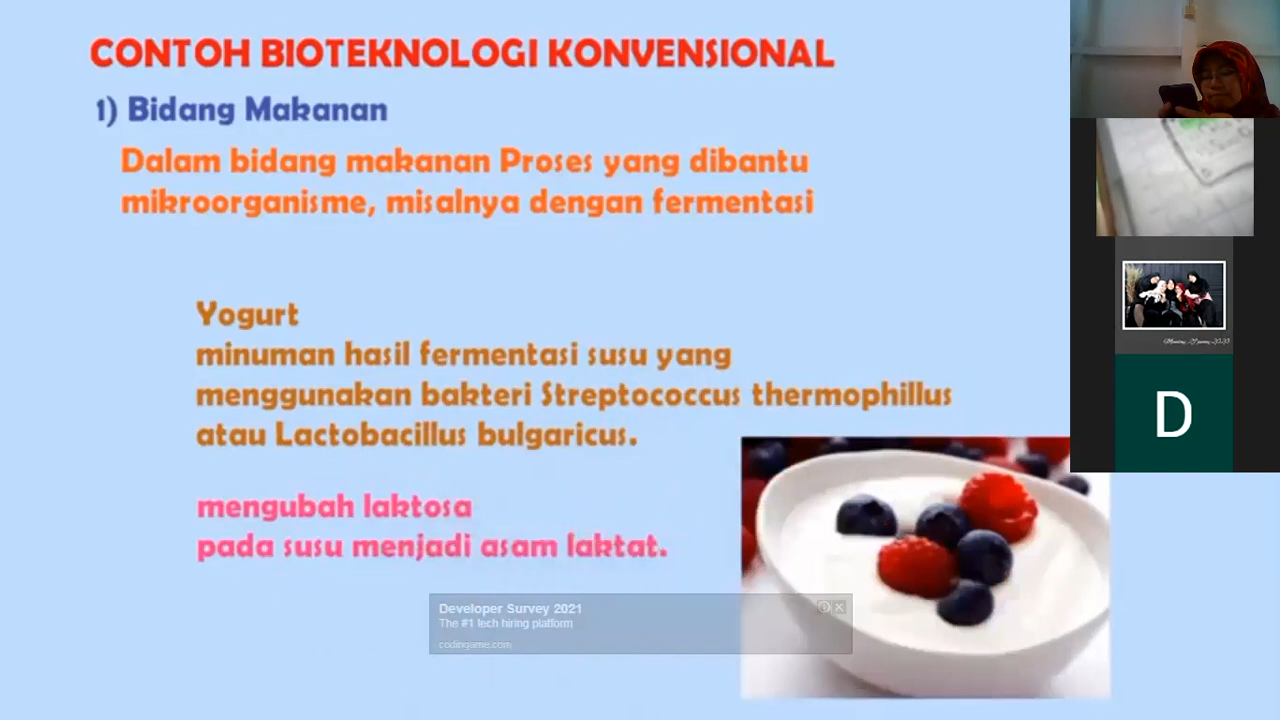 CONTOH BIOTEKNOLOGI KONVENSIONAL
1) Bidang Makanan
Dalam bidang makanan Proses yang dibantu
mikroorganisme, misalnya dengan fermentasi
Yogurt
minuman hasil fermentasi susu yang
menggunakan bakteri Streptococcus thermophillus
atau Lactobacillus bulgaricus.
mengubah laktosa
pada susu menjadi asam laktat.
Developer Survey 2021
The #1 tech hiring platform
codingame.com
D